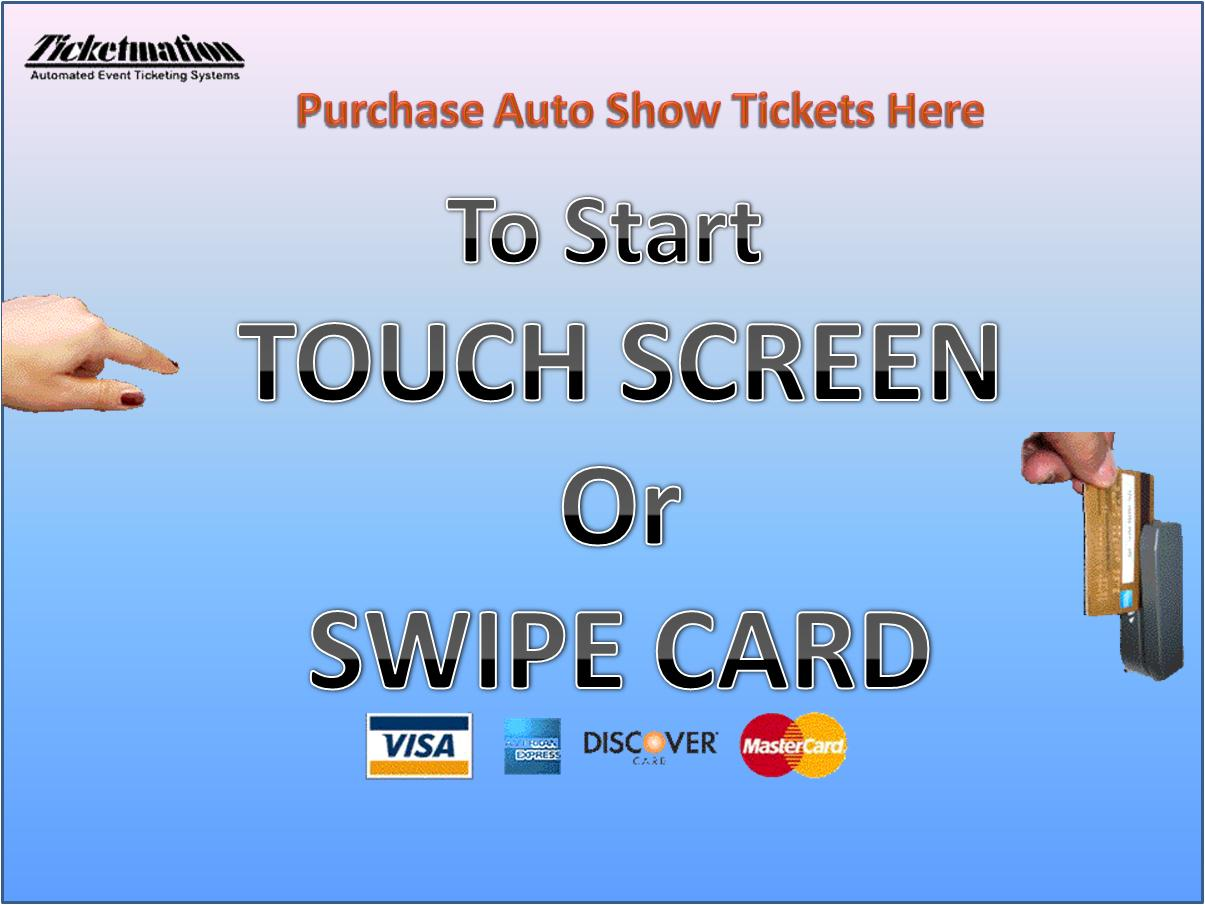 Ticketmation
Automated Event Ticketing Systems
Purchase Auto Show Tickets Here
To Start
TOUCH SCREEN
Or
SWIPE CARD
VISA
AMERICAN EXPRESS
DISCOVER
CARD
MasterCard